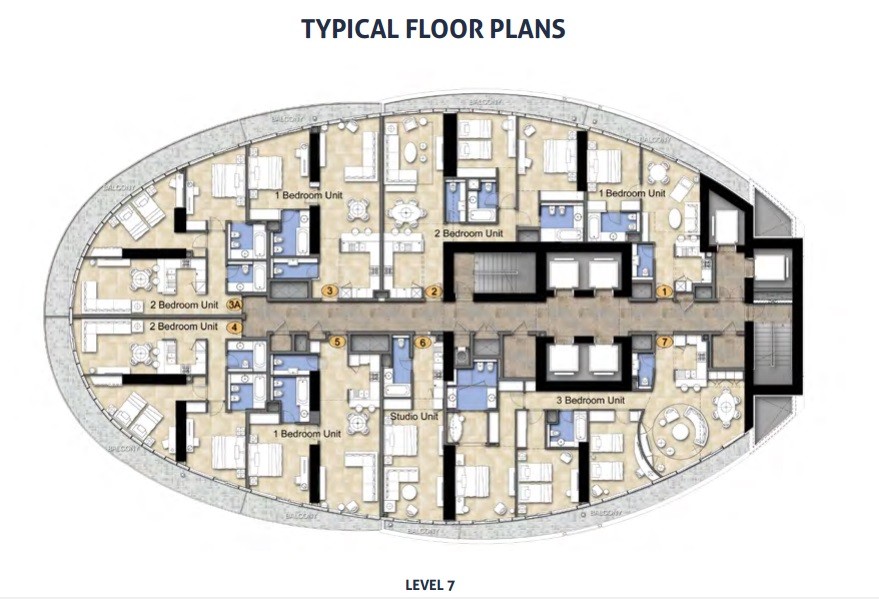 TYPICAL FLOOR PLANS
BALCONY
BALCONY
BALCONY
BALCONY
1 Bedroom Unit
1 Bedroom Unit
2 Bedroom Unit
3
2
1
2 Bedroom Unit
3A
2 Bedroom Unit
4
5
6
7
3 Bedroom Unit
Studio Unit
1 Bedroom Unit
BALCONY
BALCONY
BALCONY
BALCONY
LEVEL 7